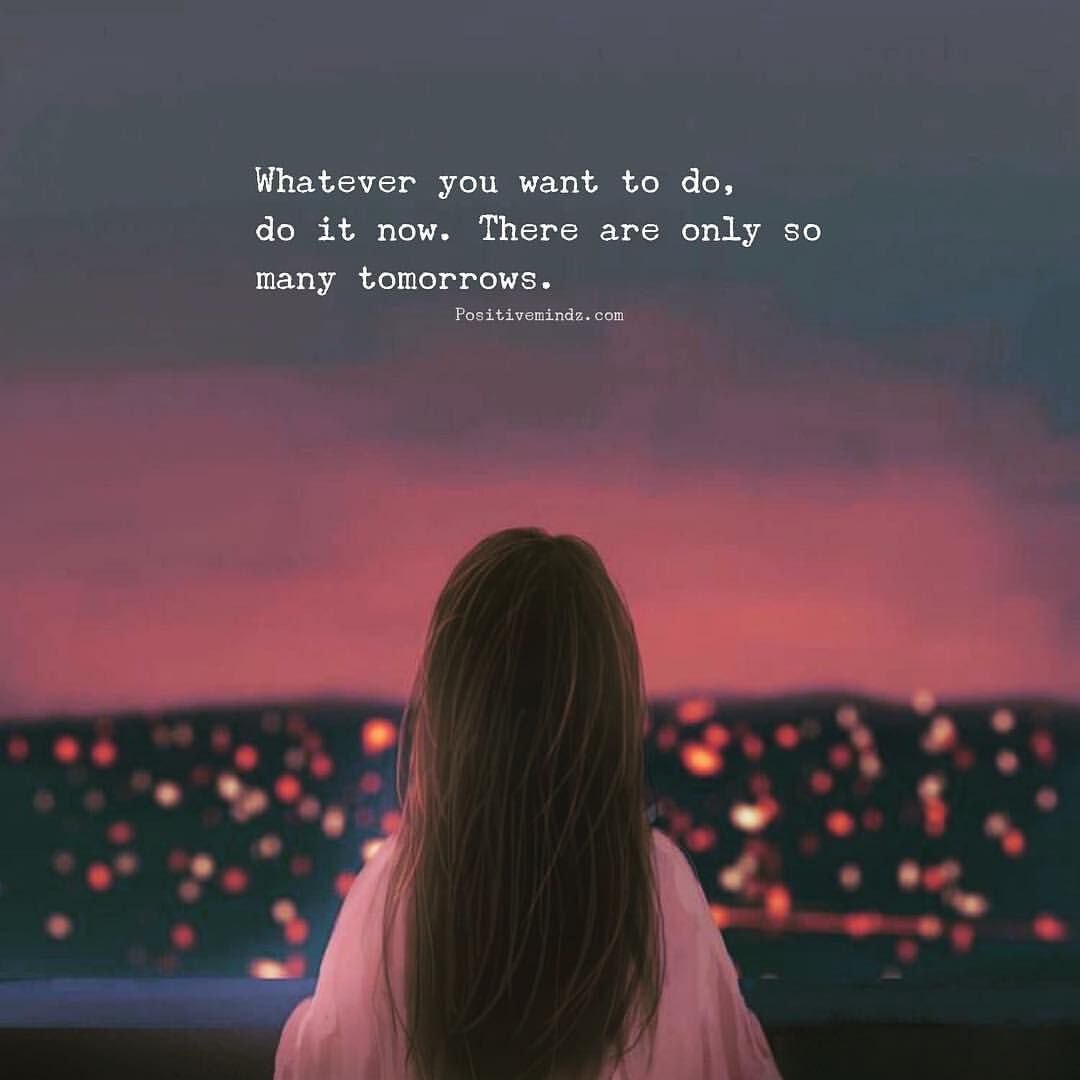 Whatever you want to do,
do it now. There are only so
many tomorrows.
Positivemindz.com